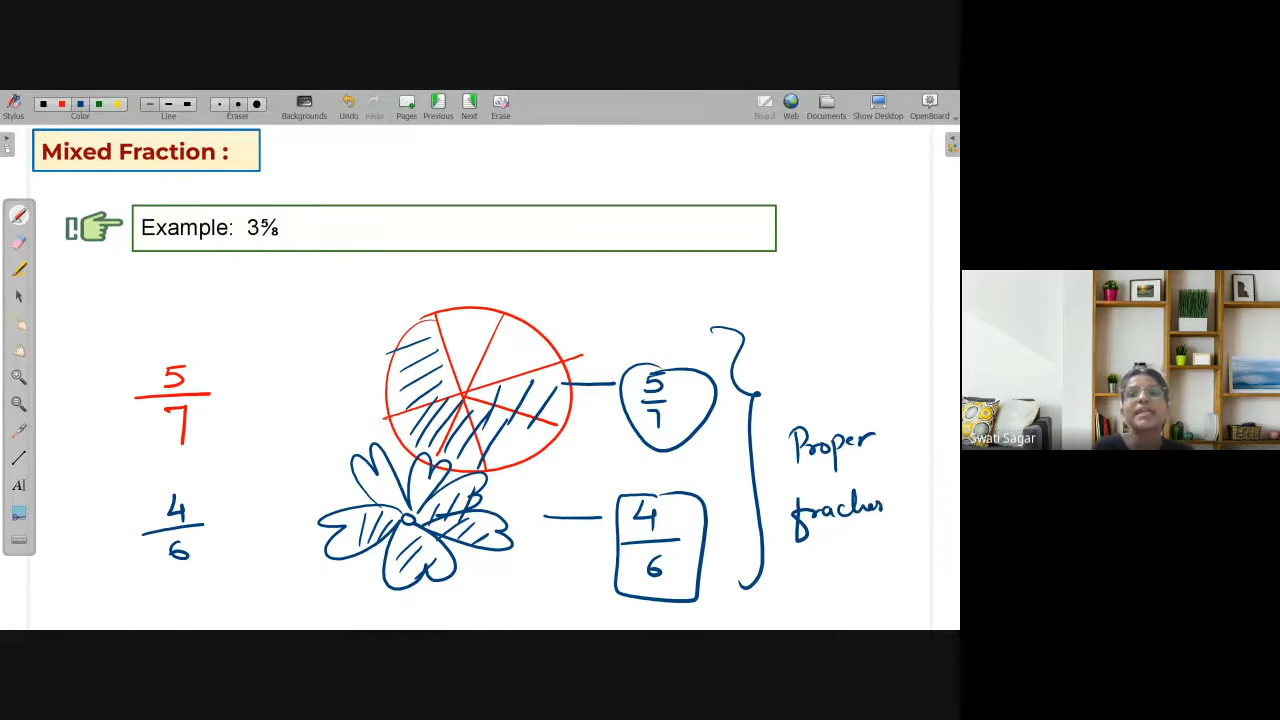 Stylus
Color
Line
Eraser
Backgrounds
Undo
Redo
Pages
Previous
Next
Erase
Board
Web
Documents
Show Desktop
OpenBoard
Mixed Fraction :
Example: 3⅝
5
7
5
7
Proper
4
6
4
6
Swati Sagar